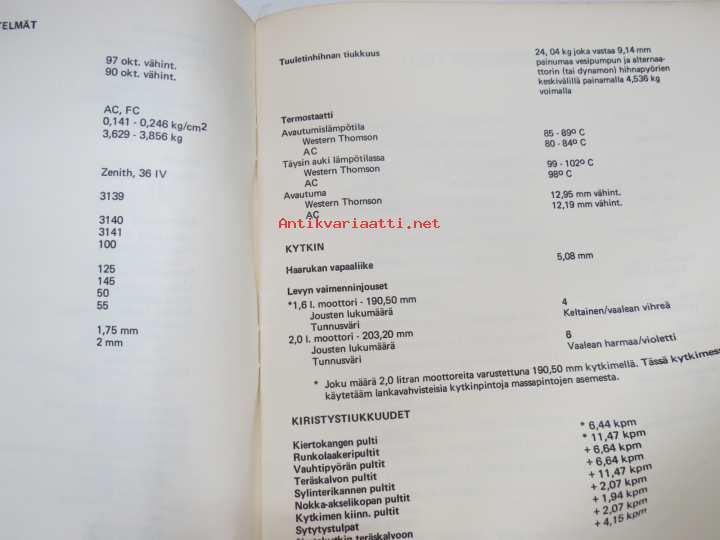 TELMÄT
97 okt. vähint.
90 okt. vähint.
AC, FC
0,141 - 0,246 kg/cm2
3,629 - 3,856 kg
Zenith, 36 IV
3139
3140
3141
100
125
145
50
55
1,75 mm
2 mm
Tuuletinhihnan tiukkuus
24, 04 kg joka vastaa 9,14 mm
painumaa vesipumpun ja alternaat-
torin (tai dynamon) hihnapyörien
keskivälillä painamalla 4,536 kg
voimalla
Termostaatti
Avautumislämpötila
Western Thomson 85 - 89º C
AC 80 - 84º C
Täysin auki lämpötilassa
Western Thomson 99 - 102º C
AC 98º C
Avautuma
Western Thomson 12,95 mm vähint.
AC 12,19 mm vähint.
Antikvariaatti.net
KYTKIN
Haarukan vapaaliike 5,08 mm
Levyn vaimenninjouset
*1,6 l. moottori - 190,50 mm
Jousten lukumäärä 4
Tunnusväri Keltainen/vaalean vihreä
2,0 l. moottori - 203,20 mm
Jousten lukumäärä 6
Tunnusväri Vaalean harmaa/violetti
* Joku määrä 2,0 litran moottoreita varustettuna 190,50 mm kytkimellä. Tässä kytkimess
käytetääm lankavahvisteisia kytkinpintoja massapintojen asemesta.
KIRISTYSTIUKKUUDET
Kiertokangen pulti * 6,44 kpm
Runkolaakeripultit * 11,47 kpm
Vauhtipyörän pultit + 6,64 kpm
Teräskalvon pultit + 6,64 kpm
Sylinterikannen pultit + 11,47 kpm
Nokka-akselikopan pultit + 2,07 kpm
Kytkimen kiinn. pultit + 1,94 kpm
Sytytystulpat + 2,07 kpm
+ 4,15 kpm
teräskalvoon